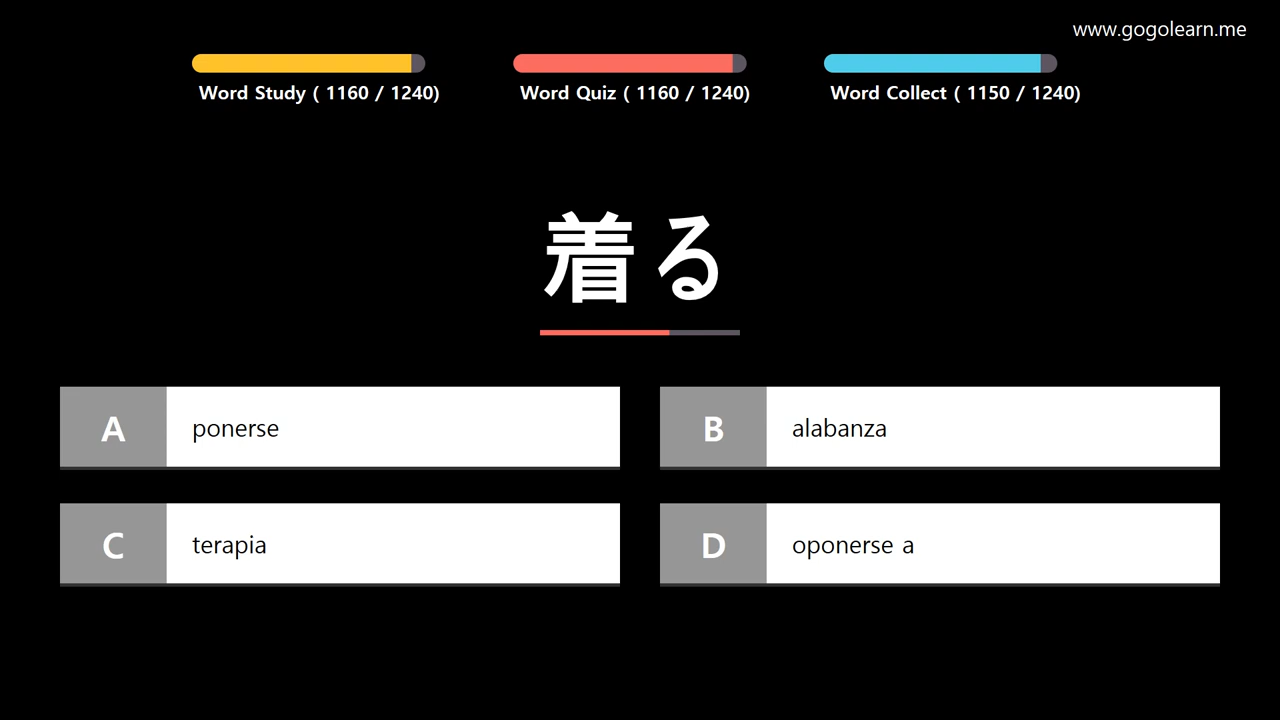 www.gogolearn.me
Word Study ( 1160 / 1240)
Word Quiz ( 1160 / 1240)
Word Collect ( 1150 / 1240)
着る
A
ponerse
B
alabanza
C
terapia
D
oponerse a